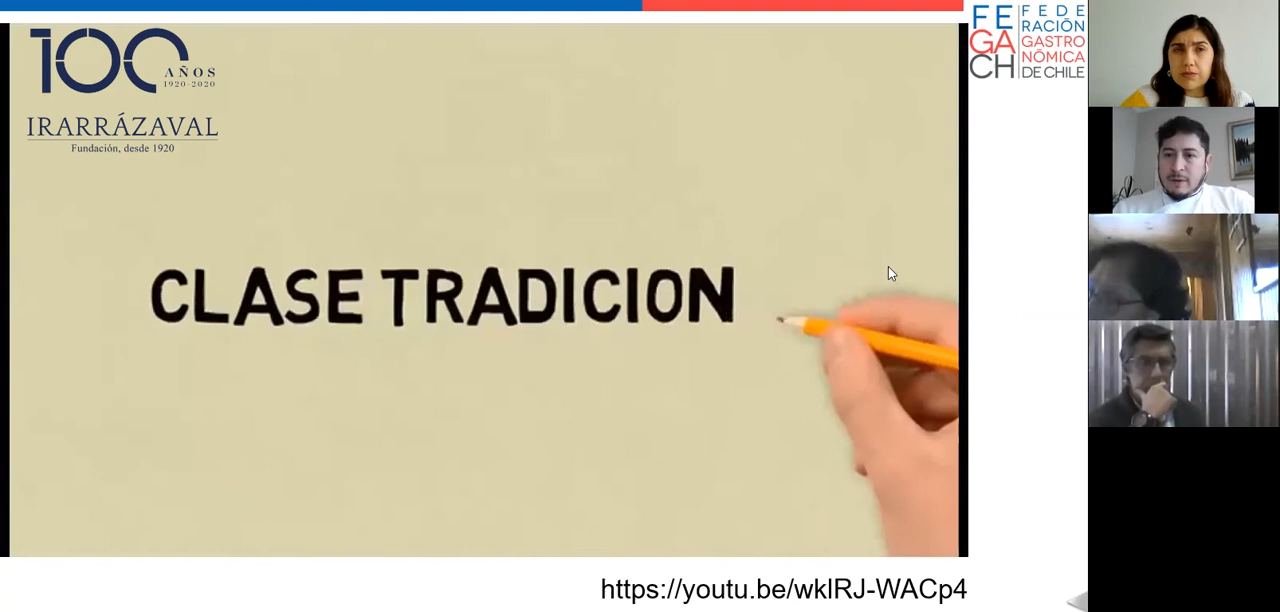 100
AÑOS
1920-2020
IRARRÁZAVAL
Fundación, desde 1920
CLASE TRADICION
FE
GA
CH
FEDE
RACIÓN
GASTRO
NÓMICA
DE CHILE
https://youtu.be/wklRJ-WACp4